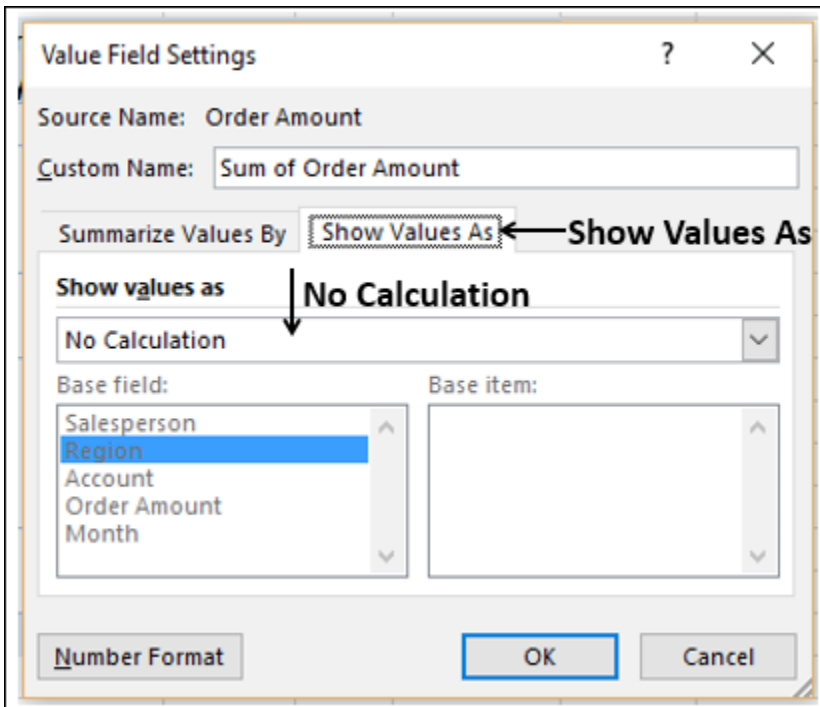 Value Field Settings ?
Source Name: Order Amount
Custom Name: Sum of Order Amount
Summarize Values By Show Values As Show Values As
Show values as No Calculation
No Calculation
Base field: Base item:
Salesperson
Region
Account
Order Amount
Month
Number Format OK Cancel